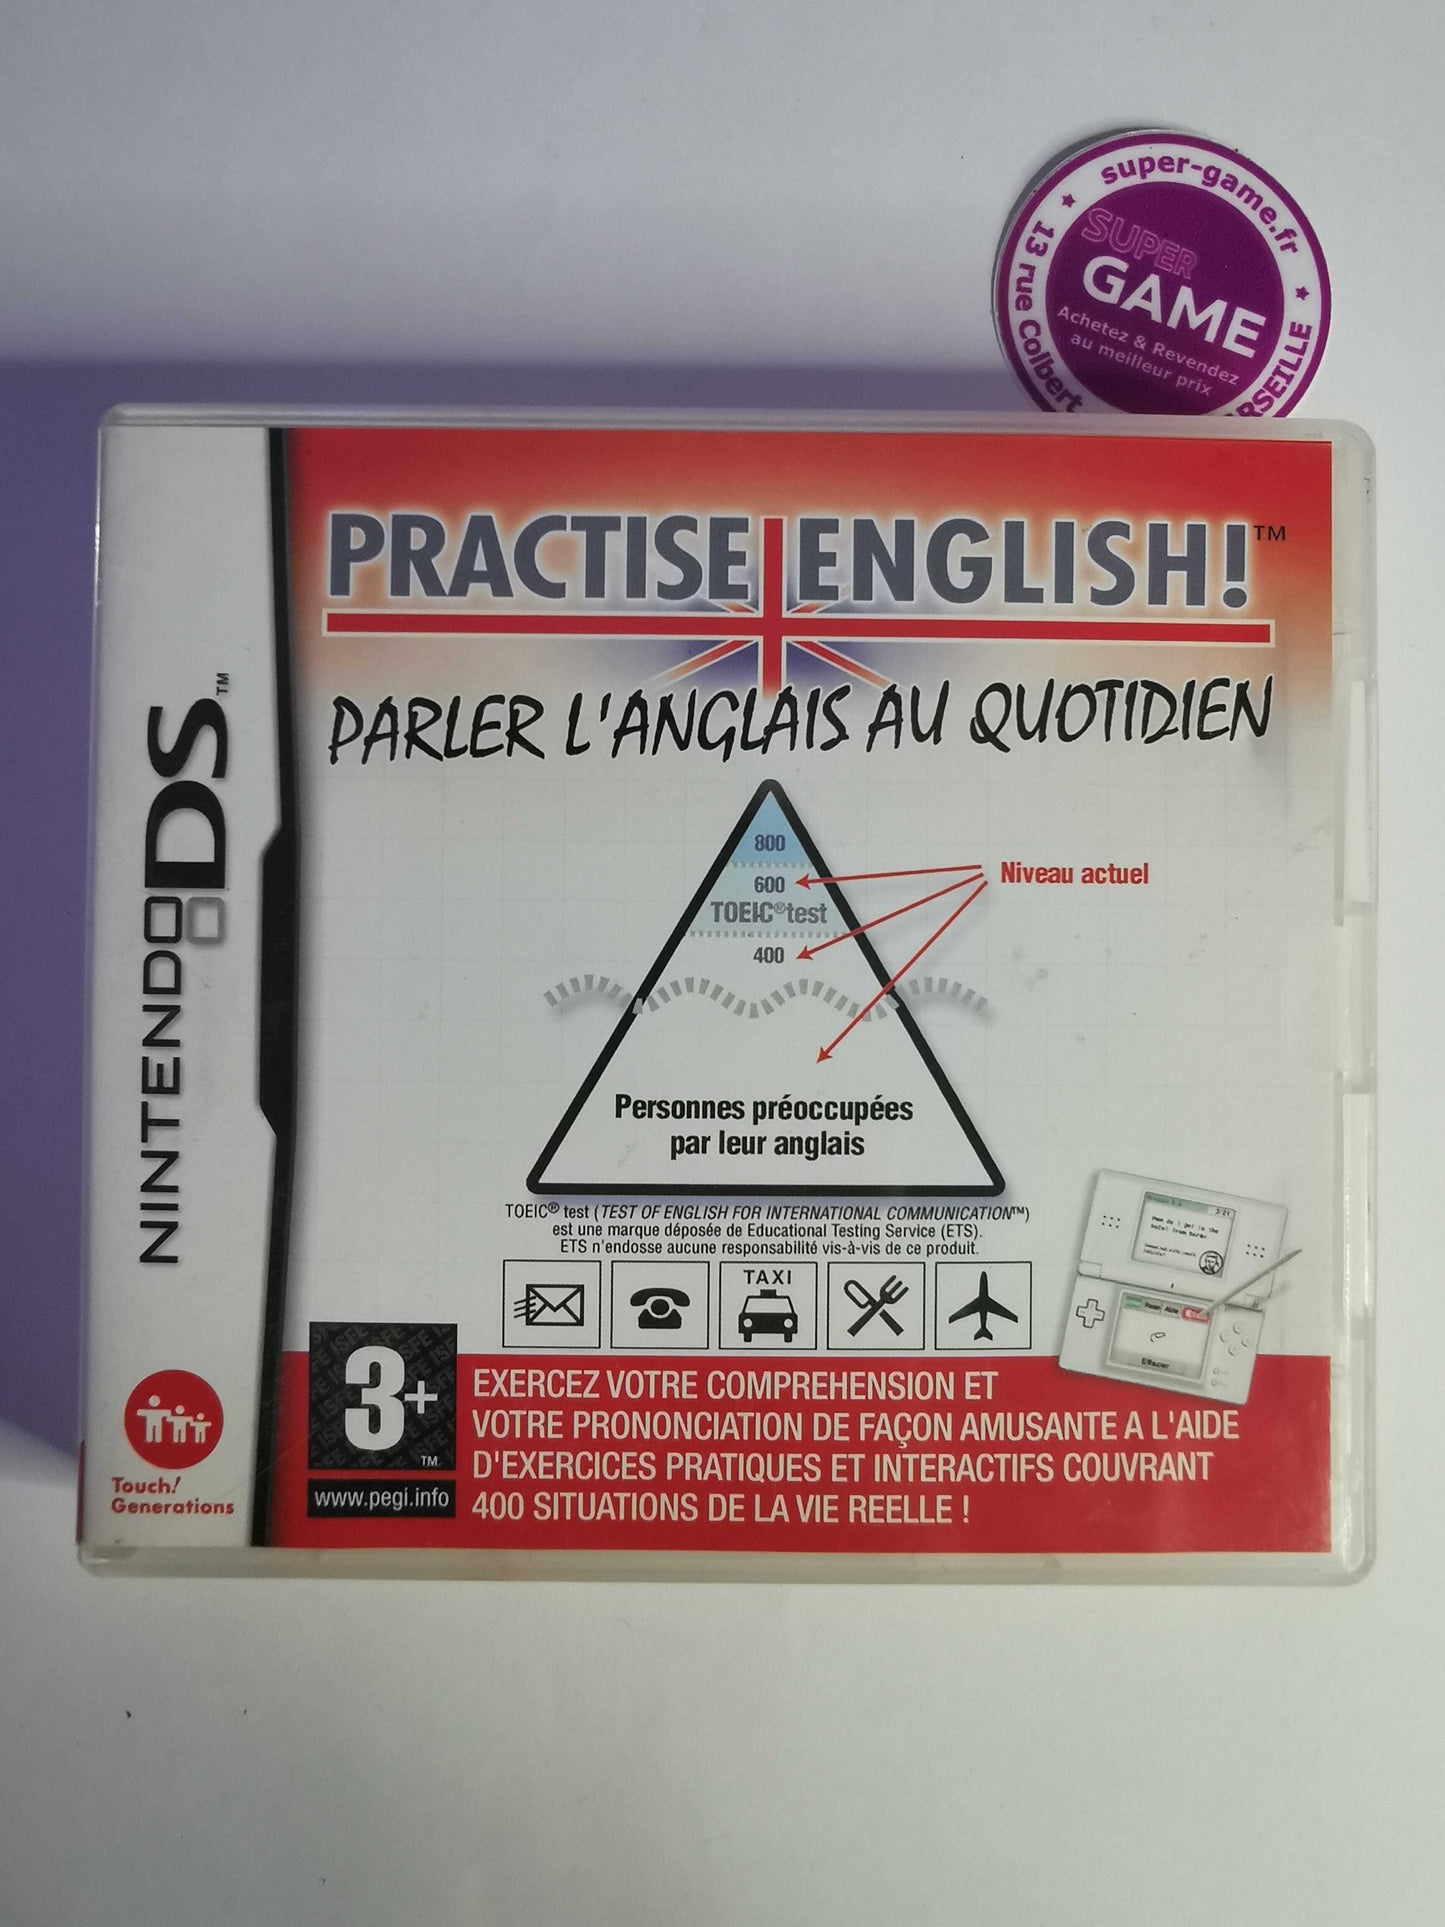 super-game.fr
13 rue Colbert
SUPER
GAME
Achetez & Revendez
au meilleur prix
PRACTISE ENGLISH!™
PARLER L'ANGLAIS AU QUOTIDIEN
NINTENDO DS™
800
600
TOEIC® test
400
Niveau actuel
Personnes préoccupées
par leur anglais
TOEIC® test (TEST OF ENGLISH FOR INTERNATIONAL COMMUNICATION™)
est une marque déposée de Educational Testing Service (ETS).
ETS n'endosse aucune responsabilité vis-à-vis de ce produit.
TAXI
Effacer
3+
TM
www.pegi.info
Touch!
Generations
EXERCEZ VOTRE COMPREHENSION ET
VOTRE PRONONCIATION DE FAÇON AMUSANTE A L'AIDE
D'EXERCICES PRATIQUES ET INTERACTIFS COUVRANT
400 SITUATIONS DE LA VIE REELLE !